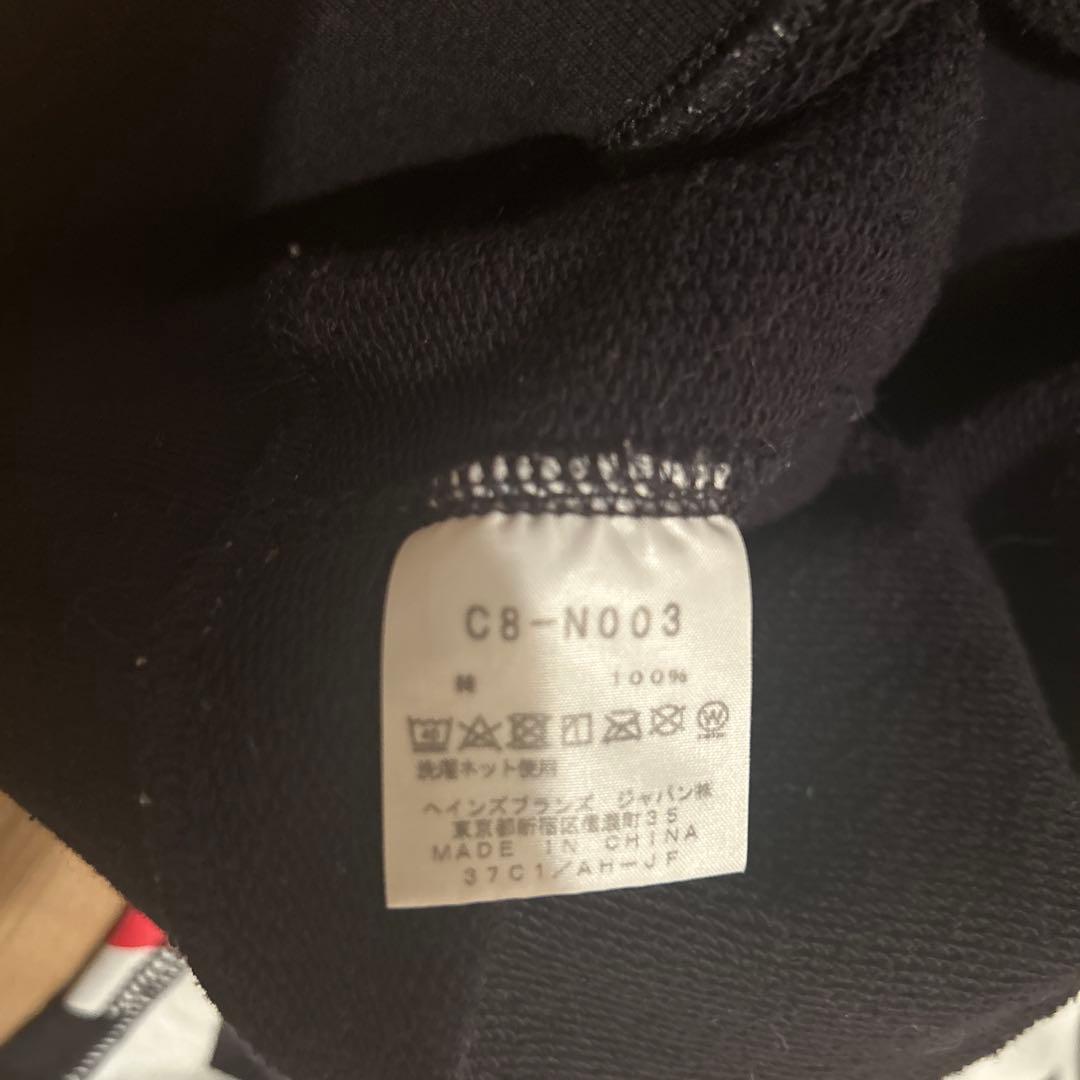 C8-N003
綿 100%
40
W
洗濯ネット使用
ヘインズブランズ ジャパン株
東京都新宿区信濃町35
MADE IN CHINA
37C1/AH-JF